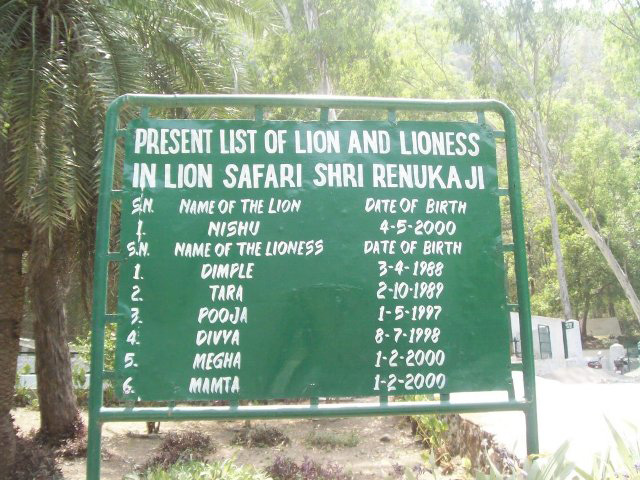 PRESENT LIST OF LION AND LIONESS
IN LION SAFARI SHRI RENUKAJI
S.N. NAME OF THE LION DATE OF BIRTH
1. NISHU 4-5-2000
S.N. NAME OF THE LIONESS DATE OF BIRTH
1. DIMPLE 3-4-1988
2. TARA 2-10-1989
3. POOJA 1-5-1997
4. DIVYA 8-7-1998
5. MEGHA 1-2-2000
6. MAMTA 1-2-2000